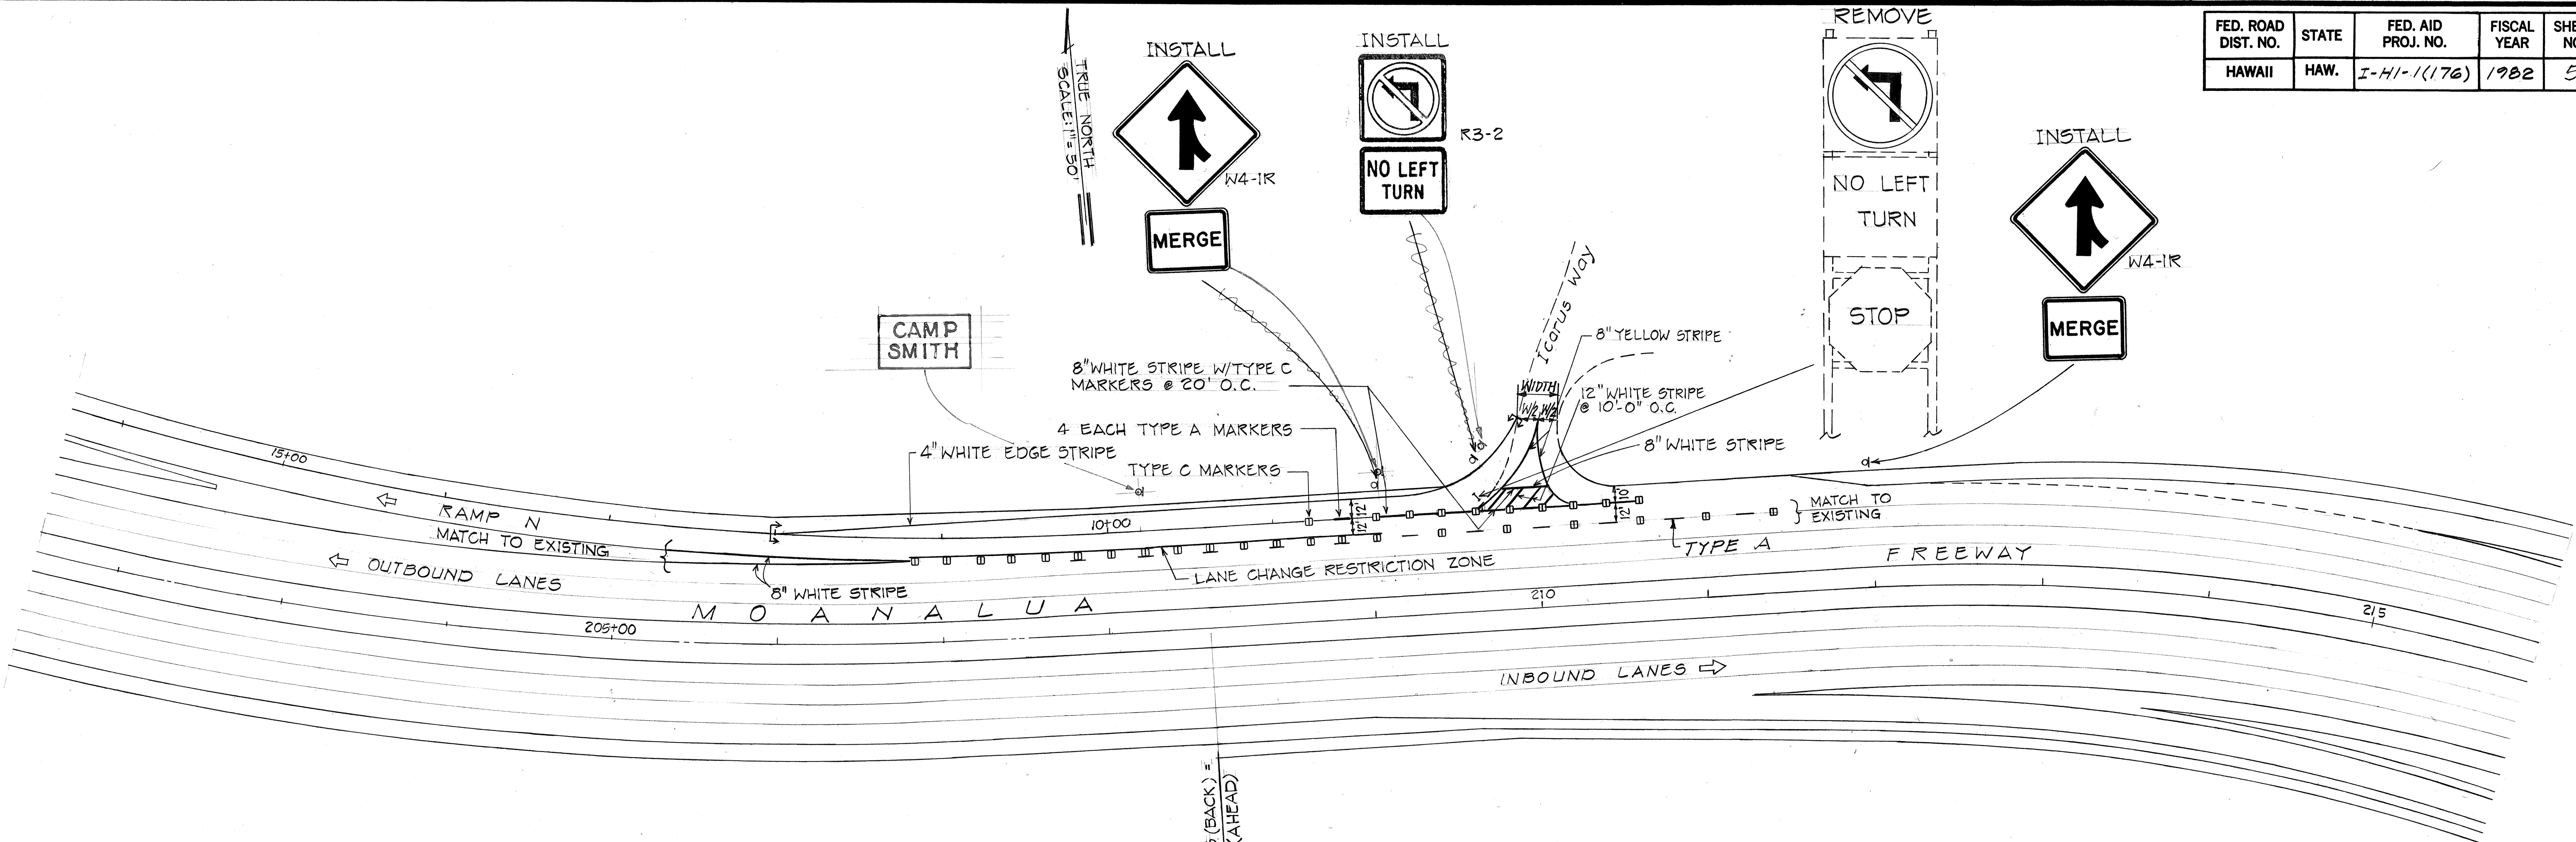 FED. ROAD DIST. NO.
STATE
FED. AID PROJ. NO.
FISCAL YEAR
HAWAII
HAW.
I-H1-1(176)
1982
5
TRUE NORTH
SCALE: 1" = 50'
INSTALL
W4-1R
MERGE
INSTALL
R3-2
NO LEFT
TURN
REMOVE
NO LEFT
TURN
STOP
INSTALL
W4-1R
MERGE
CAMP
SMITH
Icarus Way
8" YELLOW STRIPE
8" WHITE STRIPE W/TYPE C
MARKERS @ 20' O.C.
WIDTH
W/2 W/2
12" WHITE STRIPE
@ 10'-0" O.C.
4 EACH TYPE A MARKERS
8" WHITE STRIPE
4" WHITE EDGE STRIPE
TYPE C MARKERS
15+00
RAMP N
MATCH TO EXISTING
10+00
12' 12'
10'
12'
MATCH TO
EXISTING
TYPE A
FREEWAY
OUTBOUND LANES
LANE CHANGE RESTRICTION ZONE
8" WHITE STRIPE
MOANALUA
205+00
210
215
INBOUND LANES
(BACK) =
(AHEAD)